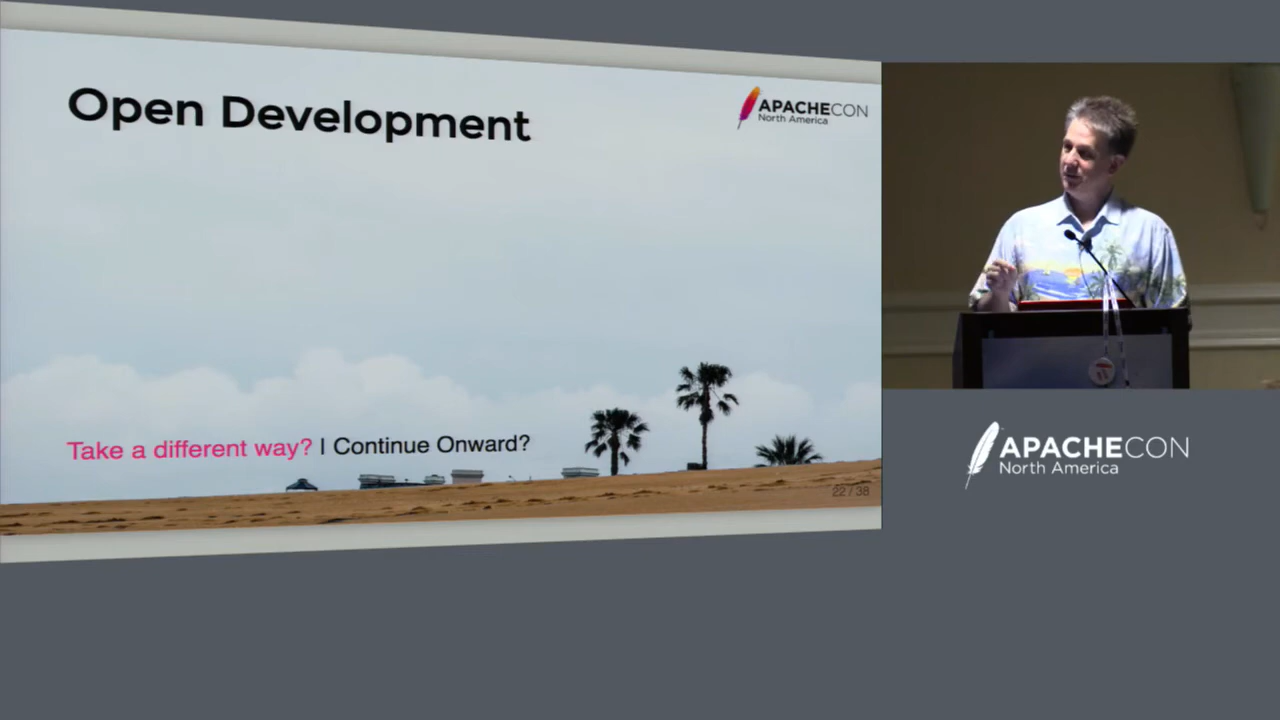 Open Development
APACHECON
North America
Take a different way? | Continue Onward?
22 / 38
APACHECON
North America